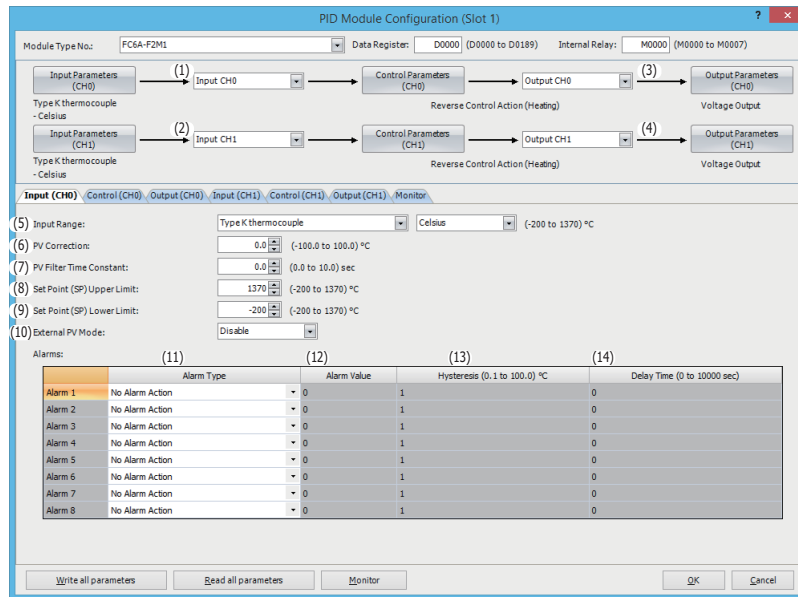 PID Module Configuration (Slot 1)
? ×
Module Type No.: FC6A-F2M1 Data Register: D0000 (D0000 to D0189) Internal Relay: M0000 (M0000 to M0007)
Input Parameters (CH0) (1) Input CH0 Control Parameters (CH0) Output CH0 (3) Output Parameters (CH0)
Type K thermocouple
- Celsius
Reverse Control Action (Heating)
Voltage Output
Input Parameters (CH1) (2) Input CH1 Control Parameters (CH1) Output CH1 (4) Output Parameters (CH1)
Type K thermocouple
- Celsius
Reverse Control Action (Heating)
Voltage Output
Input (CH0) Control (CH0) Output (CH0) Input (CH1) Control (CH1) Output (CH1) Monitor
(5) Input Range: Type K thermocouple Celsius (-200 to 1370) °C
(6) PV Correction: 0.0 (-100.0 to 100.0) °C
(7) PV Filter Time Constant: 0.0 (0.0 to 10.0) sec
(8) Set Point (SP) Upper Limit: 1370 (-200 to 1370) °C
(9) Set Point (SP) Lower Limit: -200 (-200 to 1370) °C
(10) External PV Mode: Disable
Alarms: (11) (12) (13) (14)
Alarm Type Alarm Value Hysteresis (0.1 to 100.0) °C Delay Time (0 to 10000 sec)
Alarm 1 No Alarm Action 0 1 0
Alarm 2 No Alarm Action 0 1 0
Alarm 3 No Alarm Action 0 1 0
Alarm 4 No Alarm Action 0 1 0
Alarm 5 No Alarm Action 0 1 0
Alarm 6 No Alarm Action 0 1 0
Alarm 7 No Alarm Action 0 1 0
Alarm 8 No Alarm Action 0 1 0
Write all parameters Read all parameters Monitor OK Cancel